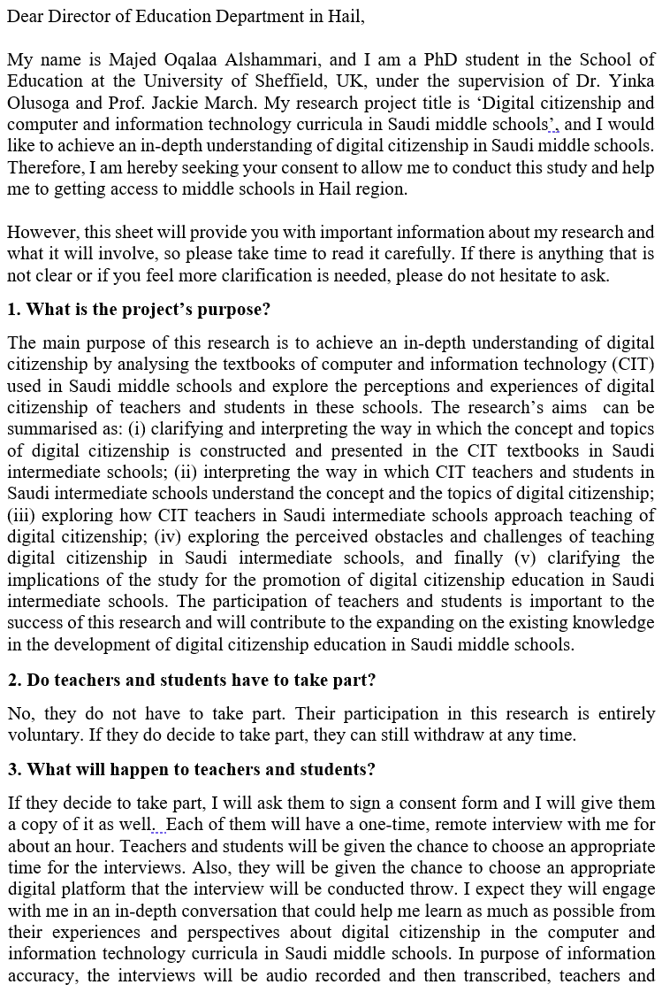 Dear Director of Education Department in Hail,
My name is Majed Oqalaa Alshammari, and I am a PhD student in the School of
Education at the University of Sheffield, UK, under the supervision of Dr. Yinka
Olusoga and Prof. Jackie March. My research project title is ‘Digital citizenship and
computer and information technology curricula in Saudi middle schools’, and I would
like to achieve an in-depth understanding of digital citizenship in Saudi middle schools.
Therefore, I am hereby seeking your consent to allow me to conduct this study and help
me to getting access to middle schools in Hail region.
However, this sheet will provide you with important information about my research and
what it will involve, so please take time to read it carefully. If there is anything that is
not clear or if you feel more clarification is needed, please do not hesitate to ask.
1. What is the project’s purpose?
The main purpose of this research is to achieve an in-depth understanding of digital
citizenship by analysing the textbooks of computer and information technology (CIT)
used in Saudi middle schools and explore the perceptions and experiences of digital
citizenship of teachers and students in these schools. The research’s aims can be
summarised as: (i) clarifying and interpreting the way in which the concept and topics
of digital citizenship is constructed and presented in the CIT textbooks in Saudi
intermediate schools; (ii) interpreting the way in which CIT teachers and students in
Saudi intermediate schools understand the concept and the topics of digital citizenship;
(iii) exploring how CIT teachers in Saudi intermediate schools approach teaching of
digital citizenship; (iv) exploring the perceived obstacles and challenges of teaching
digital citizenship in Saudi intermediate schools, and finally (v) clarifying the
implications of the study for the promotion of digital citizenship education in Saudi
intermediate schools. The participation of teachers and students is important to the
success of this research and will contribute to the expanding on the existing knowledge
in the development of digital citizenship education in Saudi middle schools.
2. Do teachers and students have to take part?
No, they do not have to take part. Their participation in this research is entirely
voluntary. If they do decide to take part, they can still withdraw at any time.
3. What will happen to teachers and students?
If they decide to take part, I will ask them to sign a consent form and I will give them
a copy of it as well. Each of them will have a one-time, remote interview with me for
about an hour. Teachers and students will be given the chance to choose an appropriate
time for the interviews. Also, they will be given the chance to choose an appropriate
digital platform that the interview will be conducted throw. I expect they will engage
with me in an in-depth conversation that could help me learn as much as possible from
their experiences and perspectives about digital citizenship in the computer and
information technology curricula in Saudi middle schools. In purpose of information
accuracy, the interviews will be audio recorded and then transcribed, teachers and